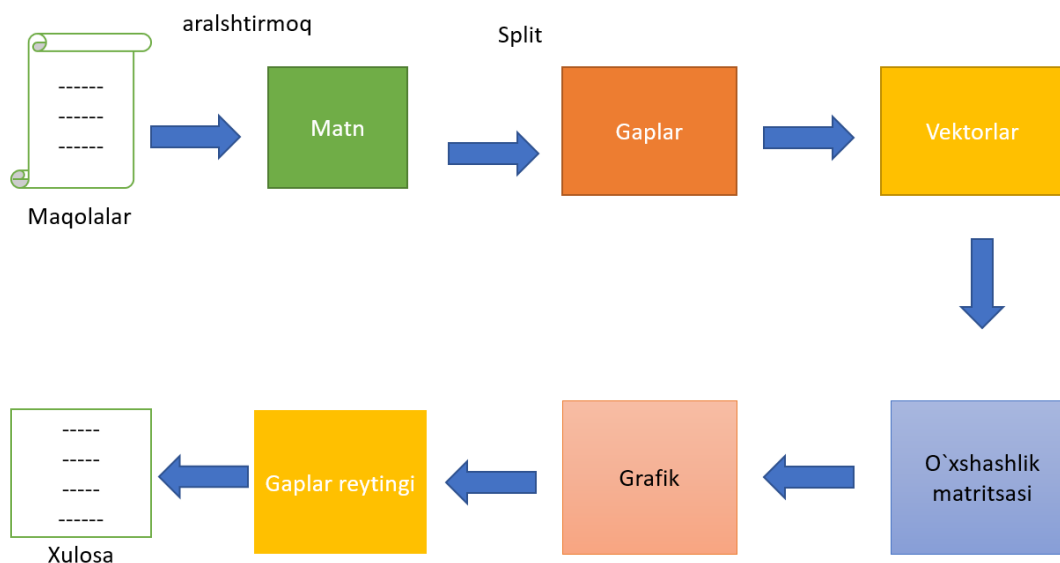 aralshtirmoq
Split
------
------
------
Matn
Gaplar
Vektorlar
Maqolalar
-----
-----
-----
------
Gaplar reytingi
Grafik
O`xshashlik
matritsasi
Xulosa